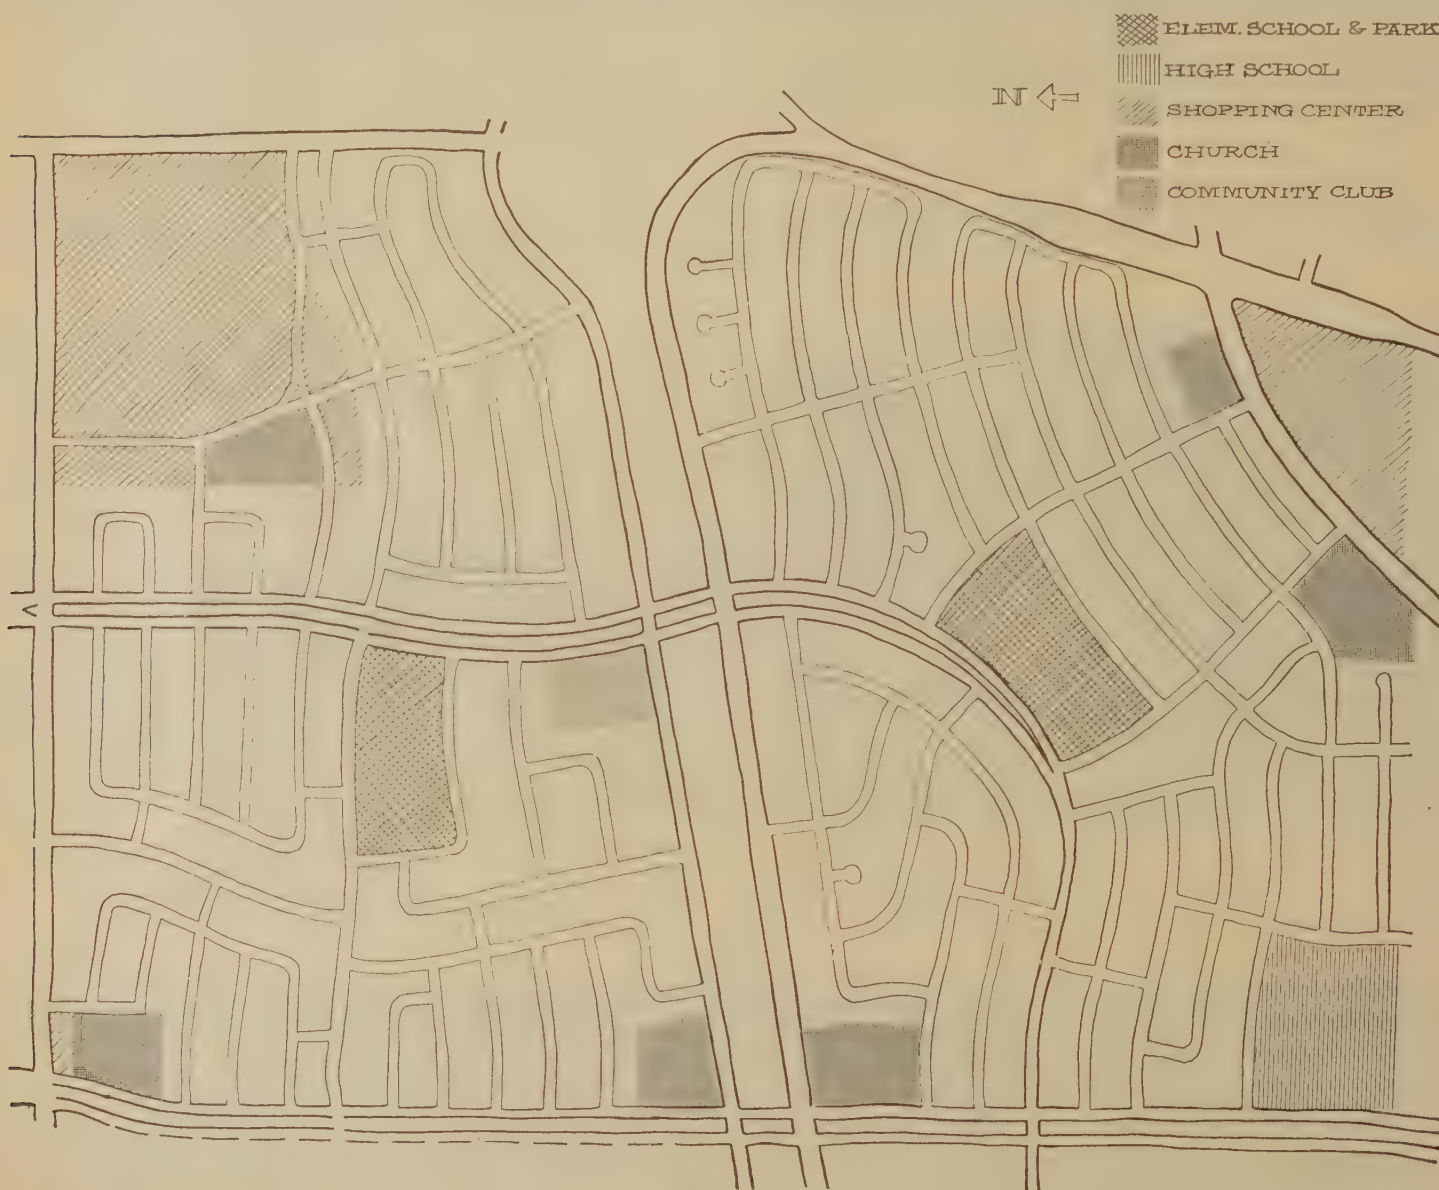 ELEM. SCHOOL & PARK
HIGH SCHOOL
N
SHOPPING CENTER
CHURCH
COMMUNITY CLUB